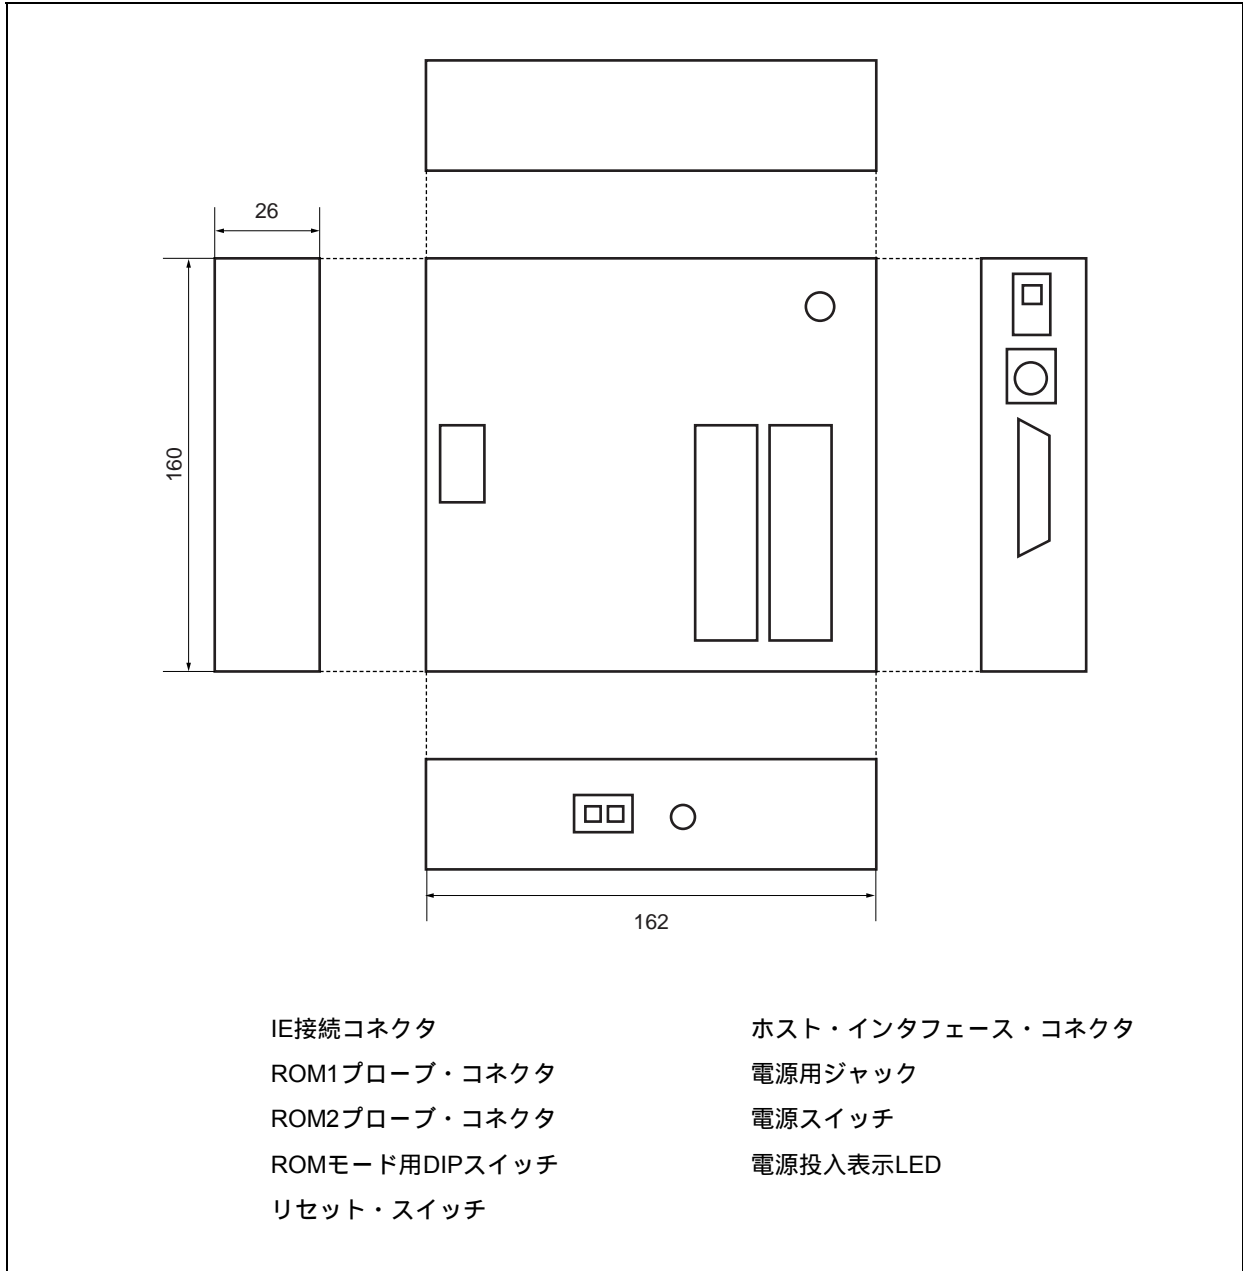 26
160
162
IE接続コネクタ
ROM1プローブ・コネクタ
ROM2プローブ・コネクタ
ROMモード用DIPスイッチ
リセット・スイッチ
ホスト・インタフェース・コネクタ
電源用ジャック
電源スイッチ
電源投入表示LED